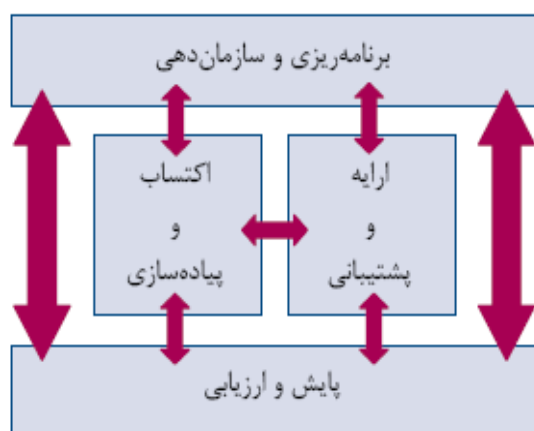 برنامه‌ریزی و سازمان‌دهی
ارایه
و
پشتیبانی
اکتساب
و
پیاده‌سازی
پایش و ارزیابی